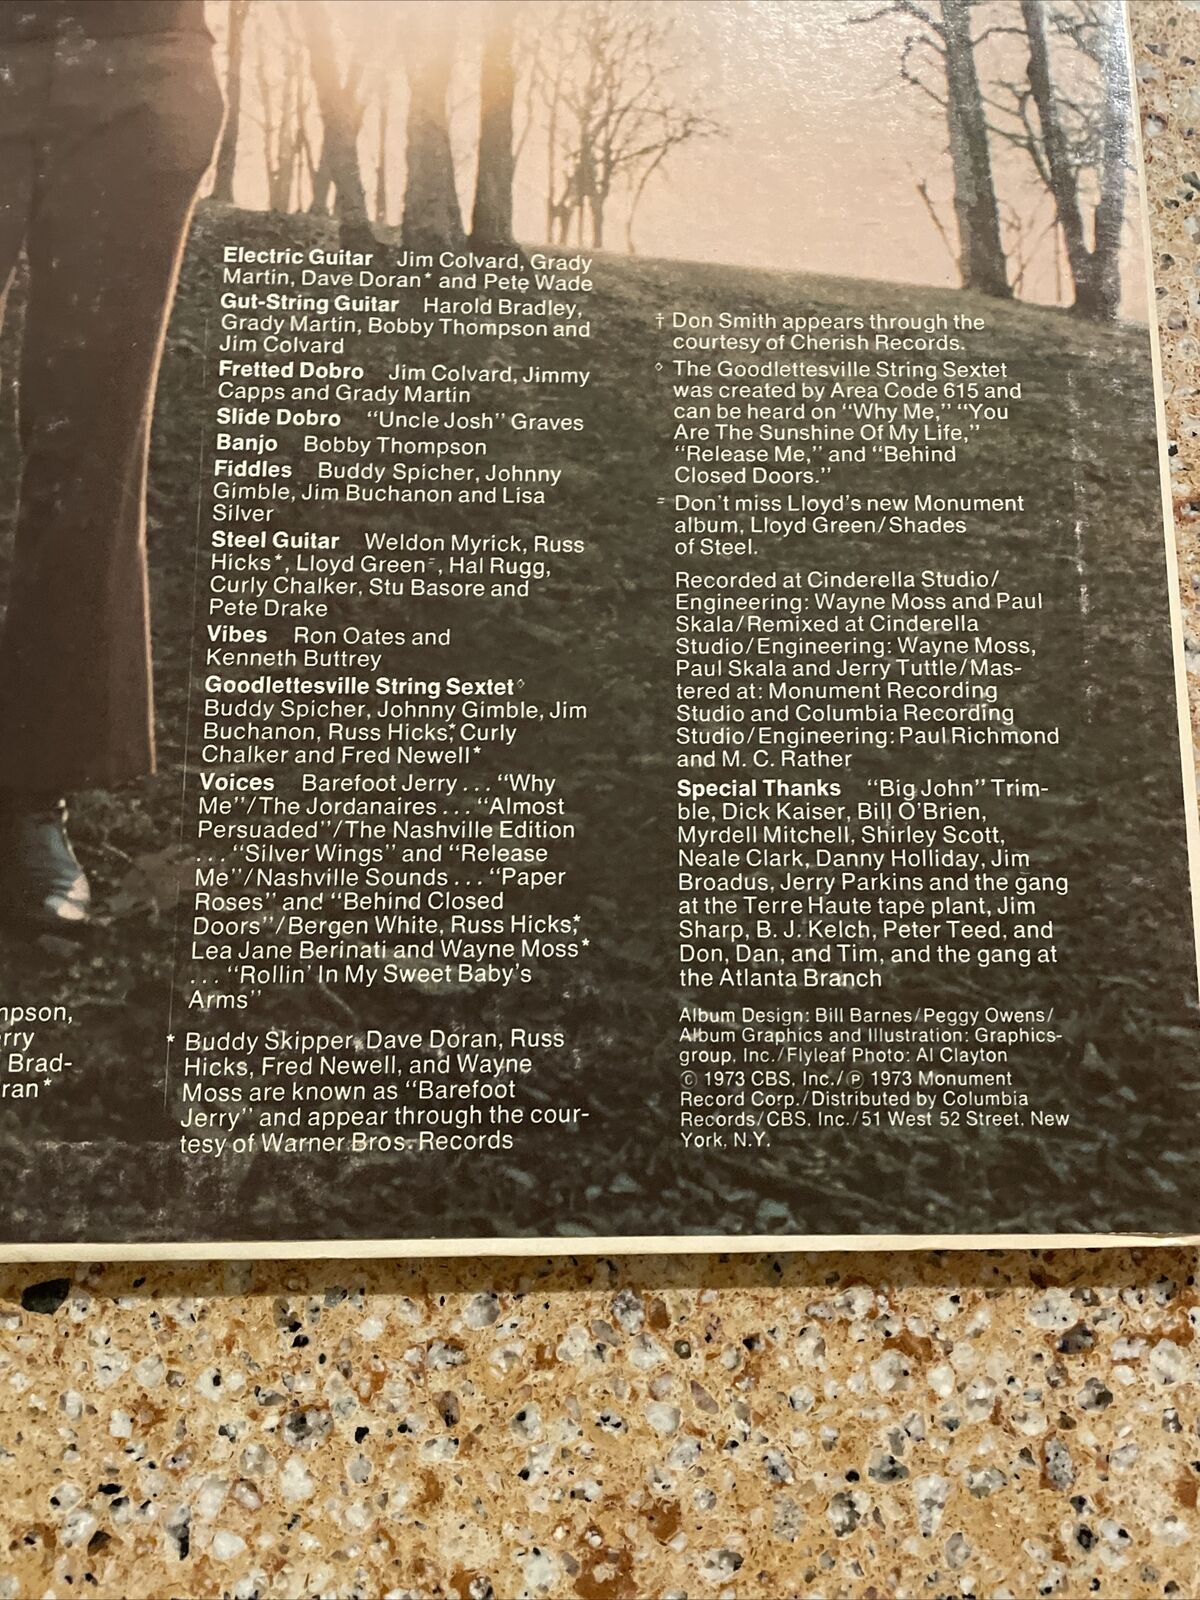 Electric Guitar Jim Colvard, Grady
Martin, Dave Doran* and Pete Wade
Gut-String Guitar Harold Bradley,
Grady Martin, Bobby Thompson and
Jim Colvard
Fretted Dobro Jim Colvard, Jimmy
Capps and Grady Martin
Slide Dobro "Uncle Josh" Graves
Banjo Bobby Thompson
Fiddles Buddy Spicher, Johnny
Gimble, Jim Buchanon and Lisa
Silver
Steel Guitar Weldon Myrick, Russ
Hicks*, Lloyd Green⁼, Hal Rugg,
Curly Chalker, Stu Basore and
Pete Drake
Vibes Ron Oates and
Kenneth Buttrey
Goodlettesville String Sextet◊
Buddy Spicher, Johnny Gimble, Jim
Buchanon, Russ Hicks,* Curly
Chalker and Fred Newell*
Voices Barefoot Jerry... "Why
Me"/The Jordanaires... "Almost
Persuaded"/The Nashville Edition
... "Silver Wings" and "Release
Me"/Nashville Sounds... "Paper
Roses" and "Behind Closed
Doors"/Bergen White, Russ Hicks,*
Lea Jane Berinati and Wayne Moss*
... "Rollin' In My Sweet Baby's
Arms"
* Buddy Skipper, Dave Doran, Russ
Hicks, Fred Newell, and Wayne
Moss are known as "Barefoot
Jerry" and appear through the cour-
tesy of Warner Bros. Records
mpson,
rry
Brad-
ran*
† Don Smith appears through the
courtesy of Cherish Records.
◊ The Goodlettesville String Sextet
was created by Area Code 615 and
can be heard on "Why Me," "You
Are The Sunshine Of My Life,"
"Release Me," and "Behind
Closed Doors."
⁼ Don't miss Lloyd's new Monument
album, Lloyd Green/Shades
of Steel.
Recorded at Cinderella Studio/
Engineering: Wayne Moss and Paul
Skala/Remixed at Cinderella
Studio/Engineering: Wayne Moss,
Paul Skala and Jerry Tuttle/Mas-
tered at: Monument Recording
Studio and Columbia Recording
Studio/Engineering: Paul Richmond
and M. C. Rather
Special Thanks "Big John" Trim-
ble, Dick Kaiser, Bill O'Brien,
Myrdell Mitchell, Shirley Scott,
Neale Clark, Danny Holliday, Jim
Broadus, Jerry Parkins and the gang
at the Terre Haute tape plant, Jim
Sharp, B. J. Kelch, Peter Teed, and
Don, Dan, and Tim, and the gang at
the Atlanta Branch
Album Design: Bill Barnes/Peggy Owens/
Album Graphics and Illustration: Graphics-
group, Inc./Flyleaf Photo: Al Clayton
© 1973 CBS, Inc./℗ 1973 Monument
Record Corp./Distributed by Columbia
Records/CBS, Inc./51 West 52 Street, New
York, N.Y.